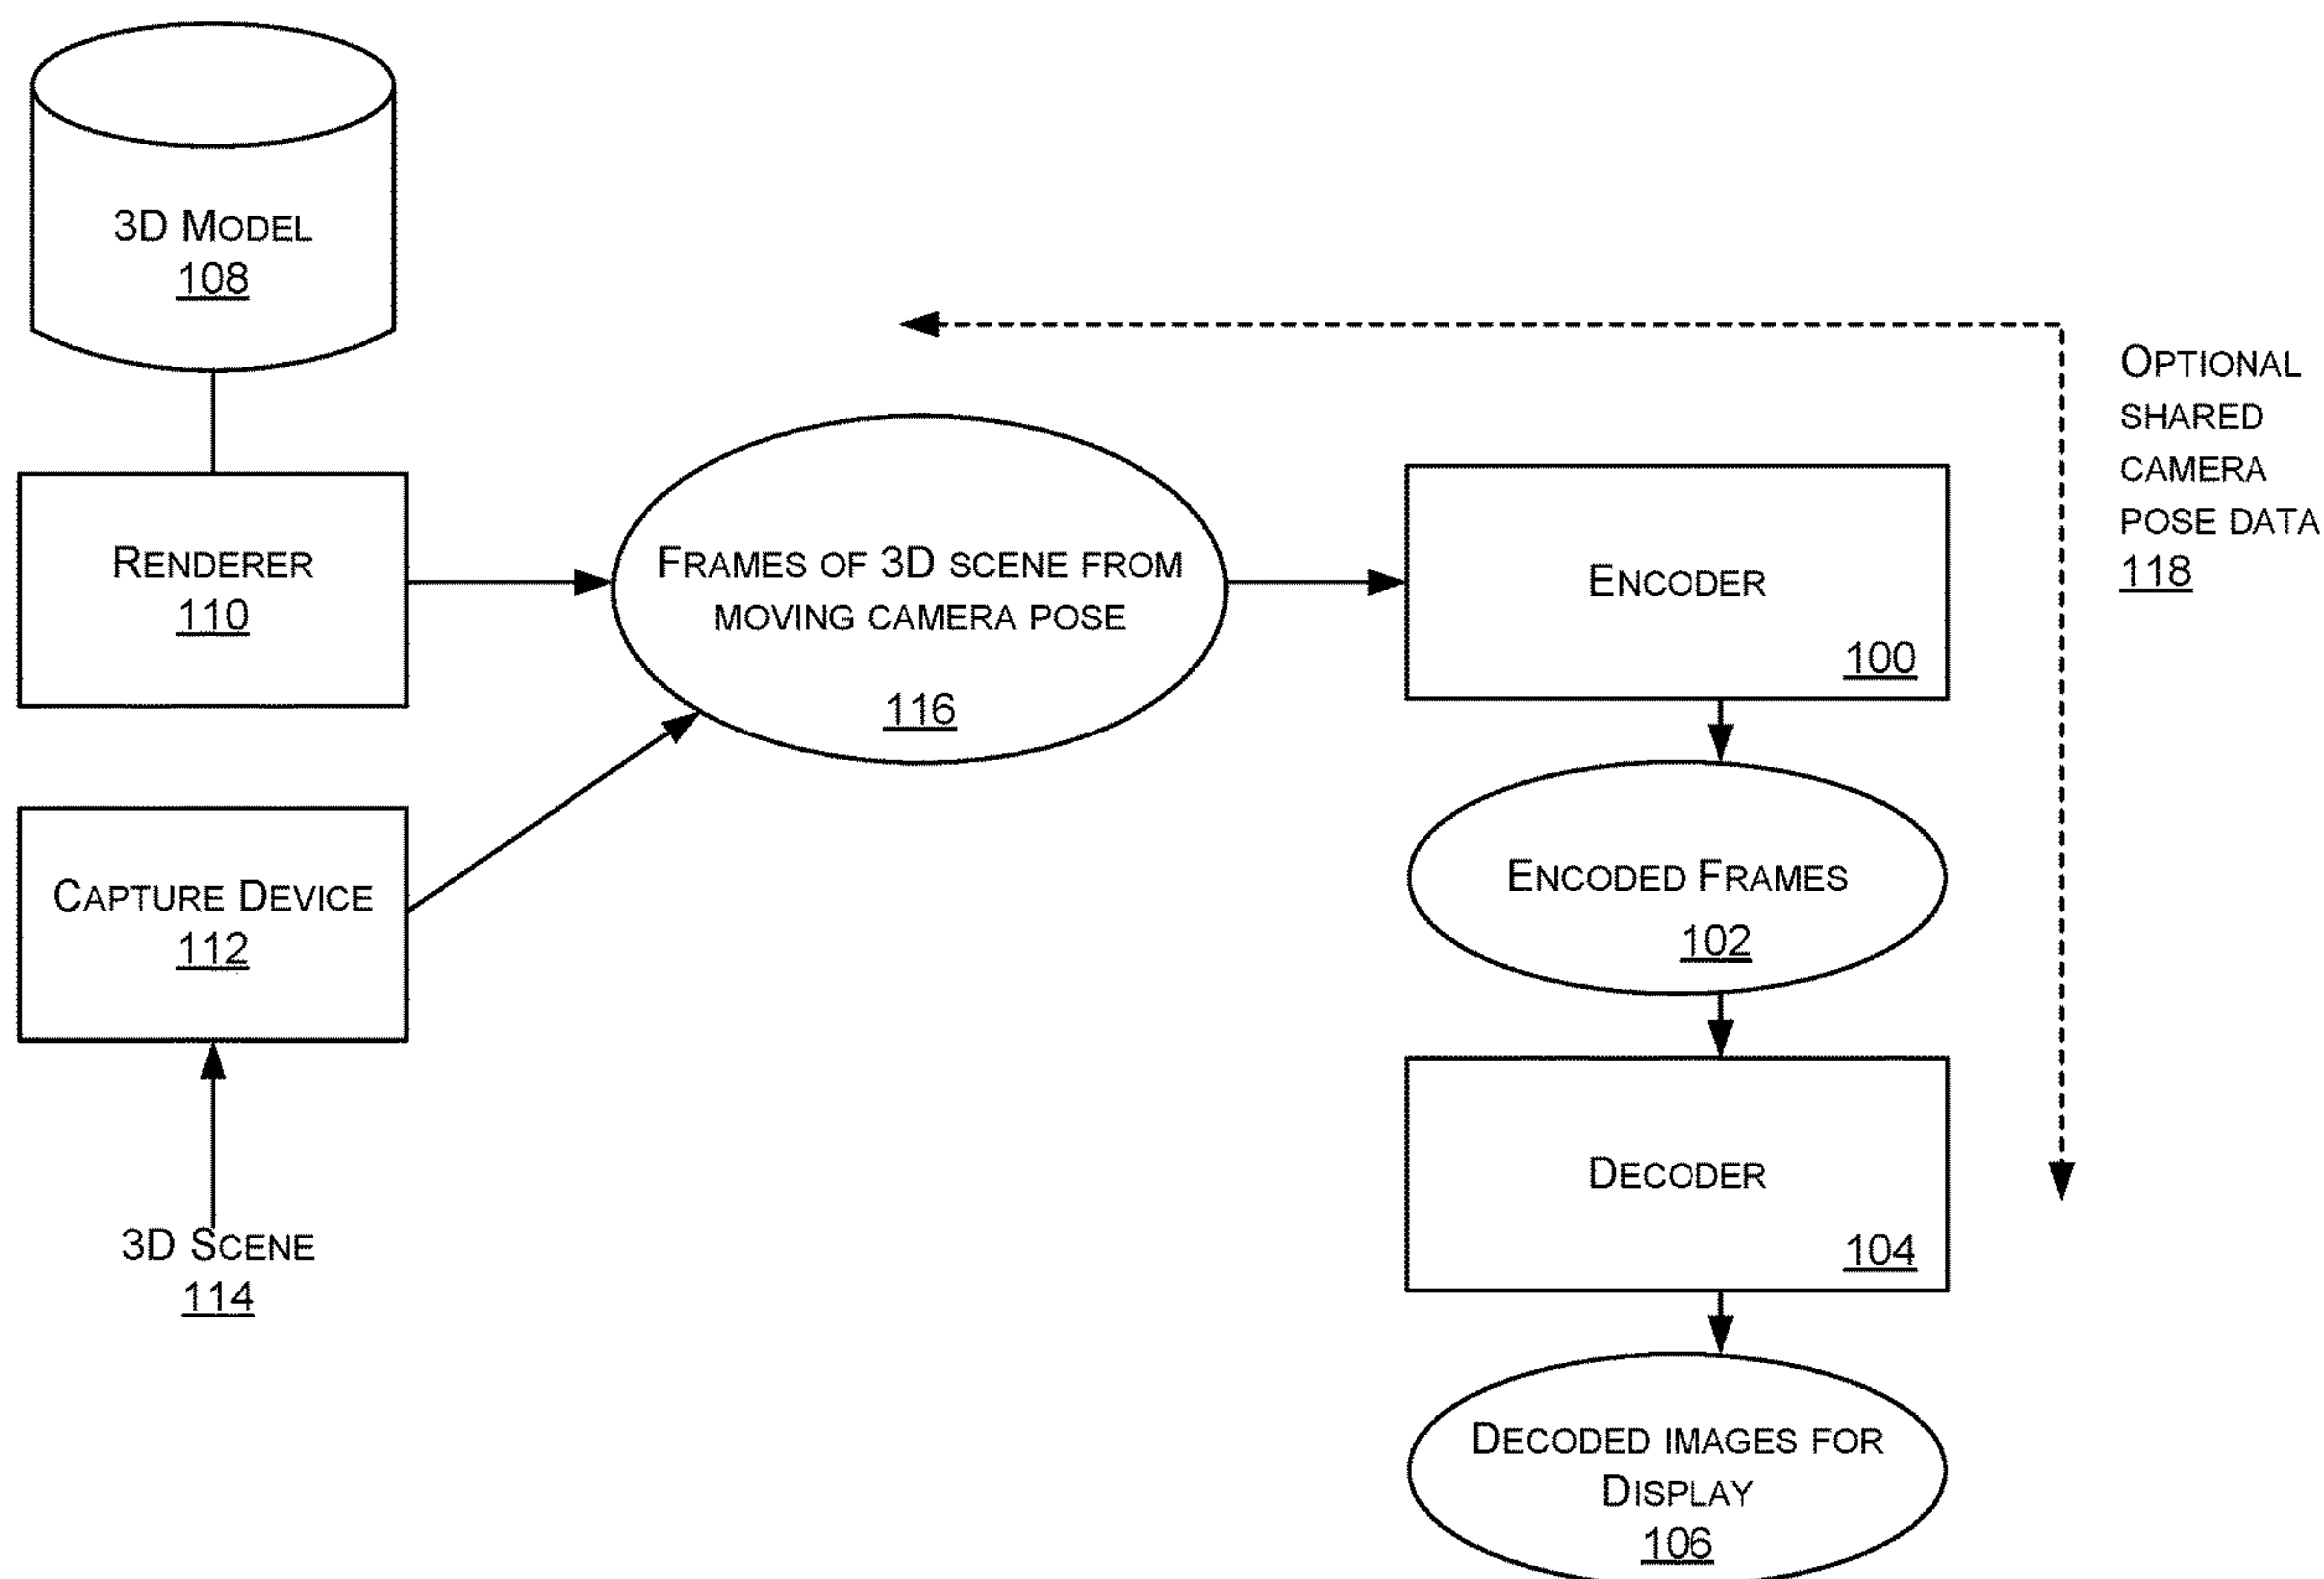 3D MODEL
108
OPTIONAL
SHARED
CAMERA
POSE DATA
118
RENDERER
110
FRAMES OF 3D SCENE FROM
MOVING CAMERA POSE
116
ENCODER
100
CAPTURE DEVICE
112
ENCODED FRAMES
102
DECODER
104
3D SCENE
114
DECODED IMAGES FOR
DISPLAY
106